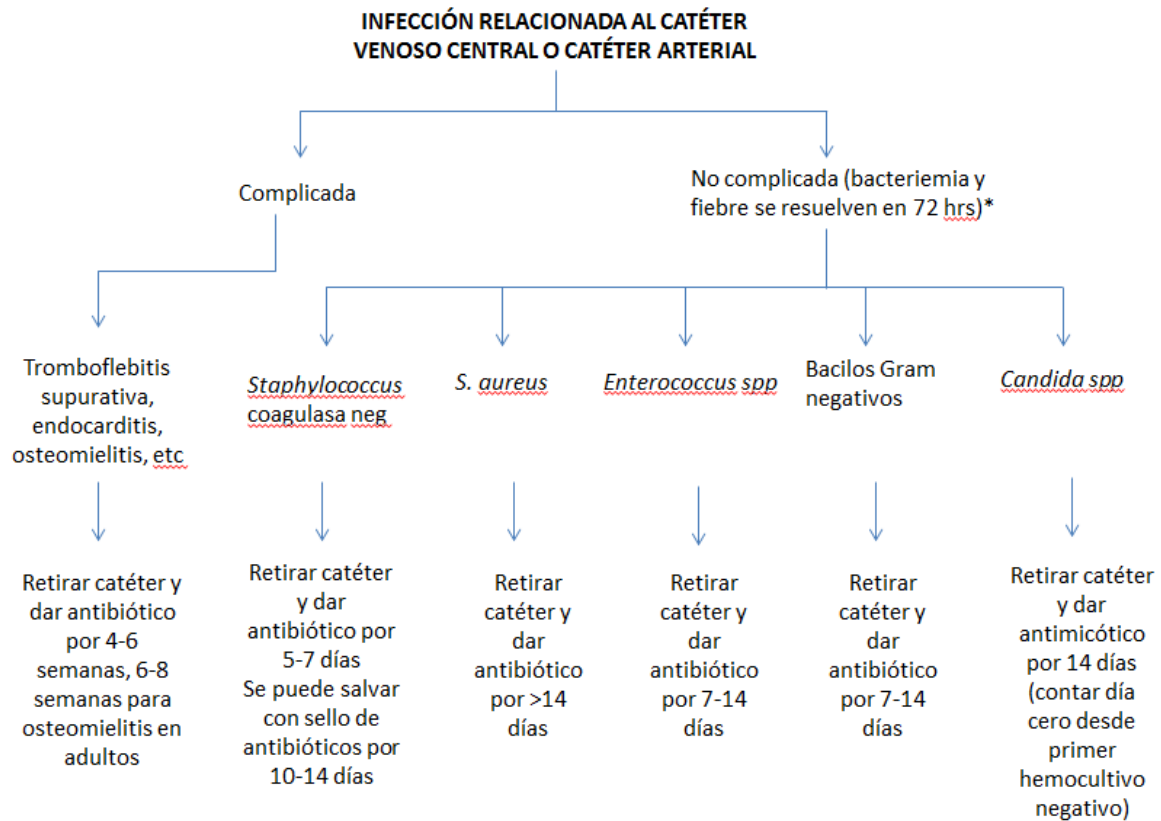 INFECCIÓN RELACIONADA AL CATÉTER
VENOSO CENTRAL O CATÉTER ARTERIAL
Complicada
No complicada (bacteriemia y
fiebre se resuelven en 72 hrs)*
Tromboflebitis
supurativa,
endocarditis,
osteomielitis, etc
Staphylococcus
coagulasa neg
S. aureus
Enterococcus spp
Bacilos Gram
negativos
Candida spp
Retirar catéter y
dar antibiótico
por 4-6
semanas, 6-8
semanas para
osteomielitis en
adultos
Retirar catéter
y dar
antibiótico por
5-7 días
Se puede salvar
con sello de
antibióticos por
10-14 días
Retirar
catéter y
dar
antibiótico
por >14
días
Retirar
catéter y
dar
antibiótico
por 7-14
días
Retirar
catéter y
dar
antibiótico
por 7-14
días
Retirar catéter
y dar
antimicótico
por 14 días
(contar día
cero desde
primer
hemocultivo
negativo)